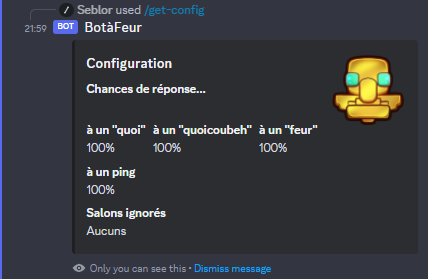 Seblor used /get-config
21:59 BOT BotàFeur
Configuration
Chances de réponse...
à un "quoi" à un "quoicoubeh" à un "feur"
100% 100% 100%
à un ping
100%
Salons ignorés
Aucuns
Only you can see this • Dismiss message